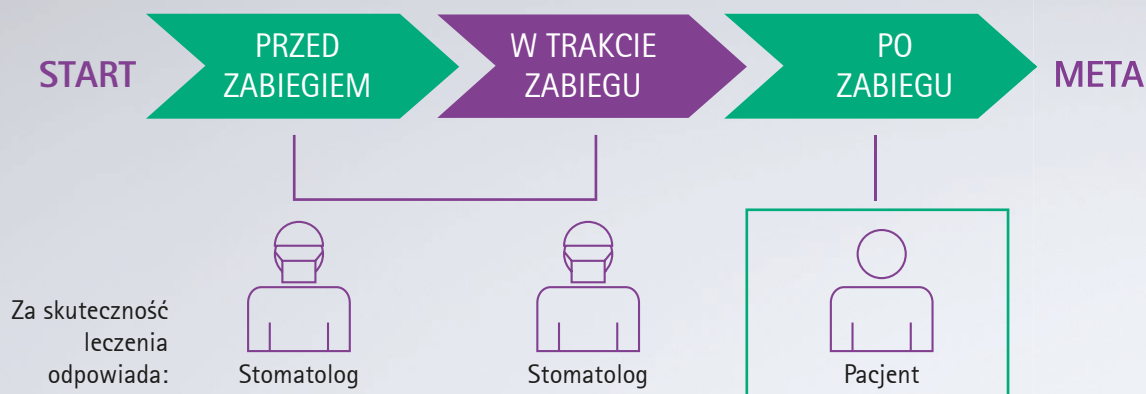 START
PRZED
ZABIEGIEM
W TRAKCIE
ZABIEGU
PO
ZABIEGU
META
Za skuteczność
leczenia
odpowiada:
Stomatolog
Stomatolog
Pacjent